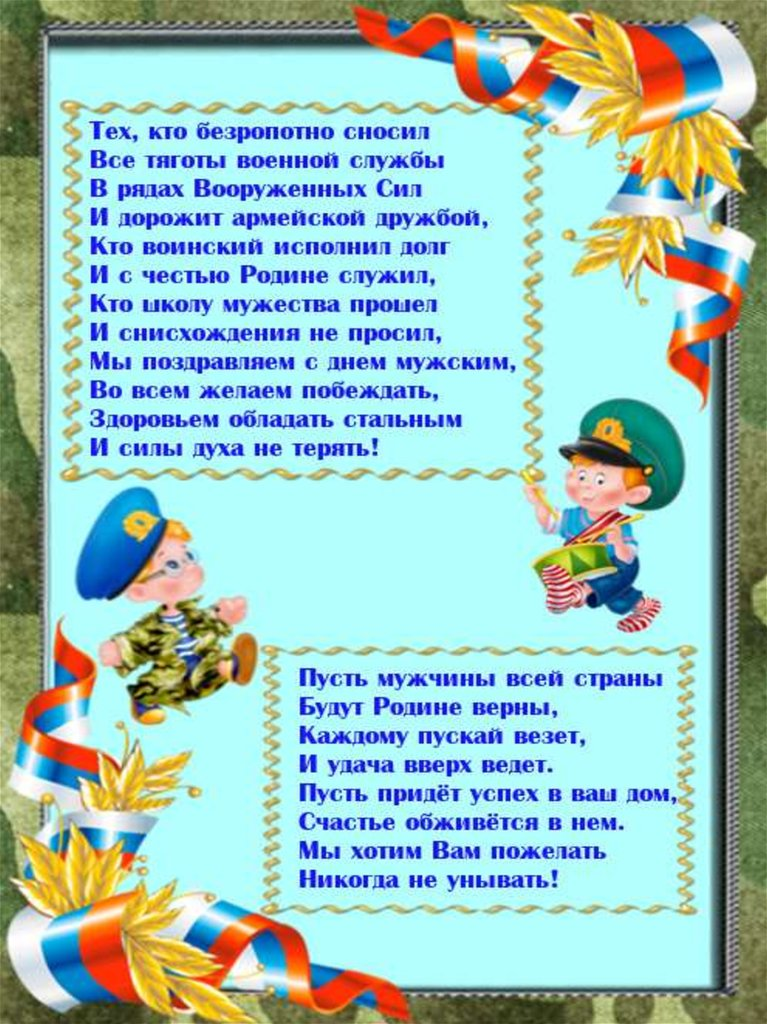 Тех, кто безропотно сносил
Все тяготы военной службы
В рядах Вооруженных Сил
И дорожит армейской дружбой,
Кто воинский исполнил долг
И с честью Родине служил,
Кто школу мужества прошел
И снисхождения не просил,
Мы поздравляем с днем мужским,
Во всем желаем побеждать,
Здоровьем обладать стальным
И силы духа не терять!
Пусть мужчины всей страны
Будут Родине верны,
Каждому пускай везет,
И удача вверх ведет.
Пусть придёт успех в ваш дом,
Счастье обживётся в нем.
Мы хотим Вам пожелать
Никогда не унывать!